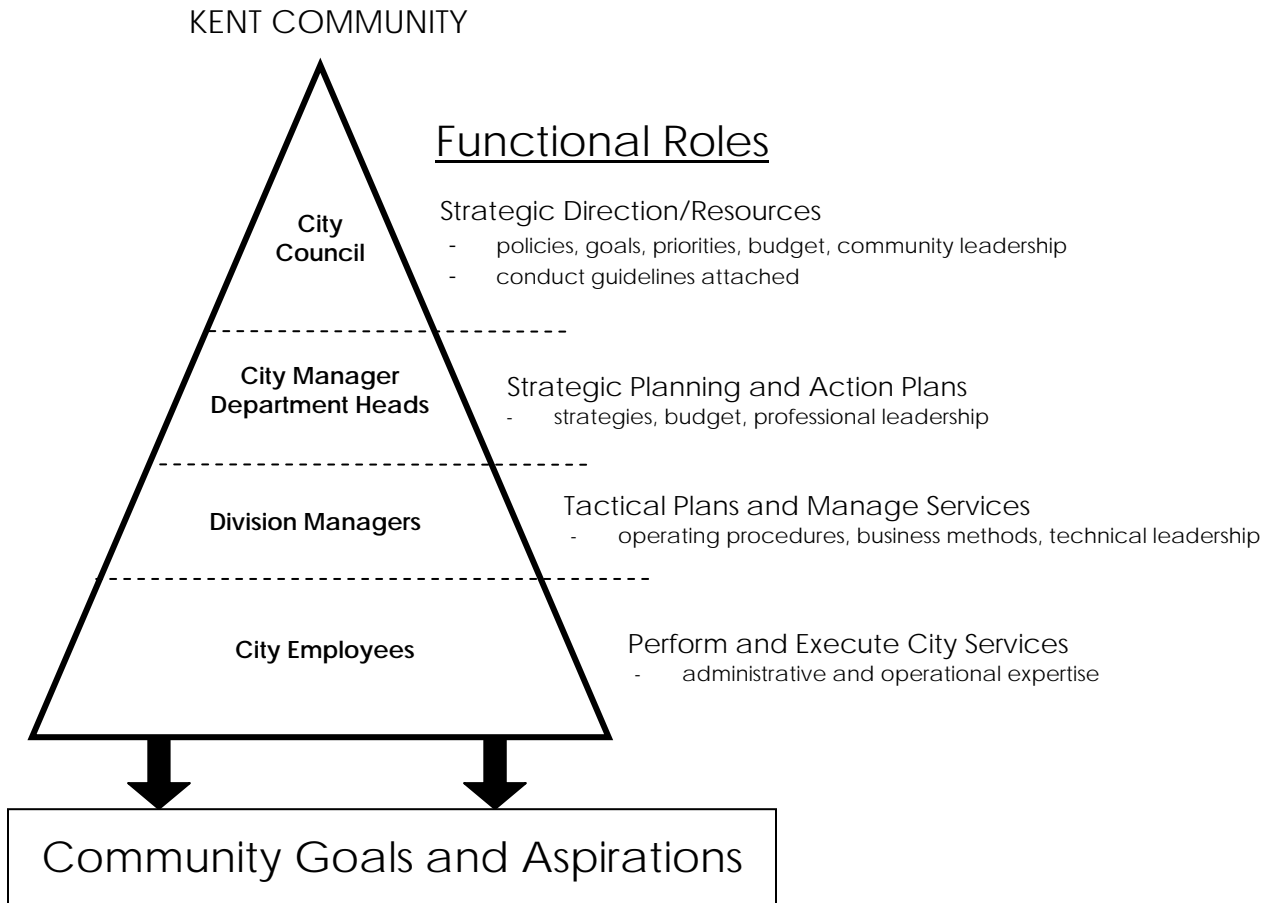 KENT COMMUNITY
Functional Roles
City
Council
Strategic Direction/Resources
- policies, goals, priorities, budget, community leadership
- conduct guidelines attached
City Manager
Department Heads
Strategic Planning and Action Plans
- strategies, budget, professional leadership
Division Managers
Tactical Plans and Manage Services
- operating procedures, business methods, technical leadership
City Employees
Perform and Execute City Services
- administrative and operational expertise
Community Goals and Aspirations